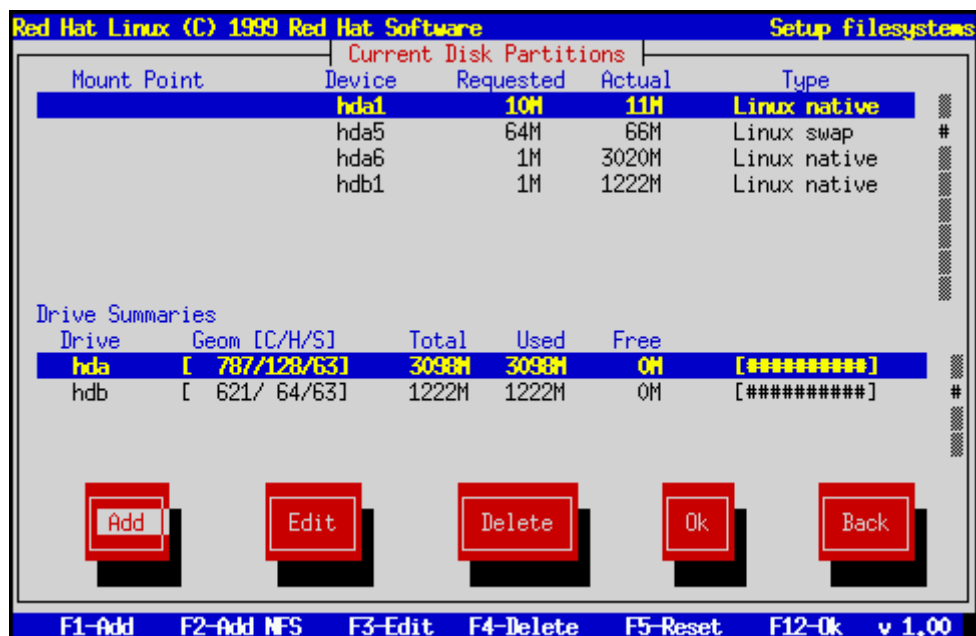 Red Hat Linux (C) 1999 Red Hat Software Setup filesystems
Current Disk Partitions
Mount Point Device Requested Actual Type
hda1 10M 11M Linux native
hda5 64M 66M Linux swap #
hda6 1M 3020M Linux native
hdb1 1M 1222M Linux native
Drive Summaries
Drive Geom [C/H/S] Total Used Free
hda [ 787/128/63] 3098M 3098M 0M [##########]
hdb [ 621/ 64/63] 1222M 1222M 0M [##########] #
Add Edit Delete Ok Back
F1-Add F2-Add NFS F3-Edit F4-Delete F5-Reset F12-Ok v 1.00